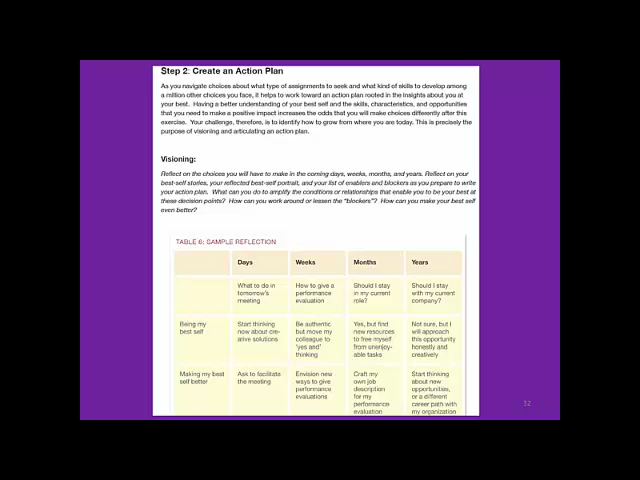 Step 2: Create an Action Plan
As you navigate choices about what type of assignments to seek and what kind of skills to develop among
a million other choices you face, it helps to work toward an action plan rooted in the insights about you at
your best. Having a better understanding of your best self and the skills, characteristics, and opportunities
that you need to make a positive impact increases the odds that you will make choices differently after this
exercise. Your challenge, therefore, is to identify how to grow from where you are today. This is precisely the
purpose of visioning and articulating an action plan.
Visioning:
Reflect on the choices you will have to make in the coming days, weeks, months, and years. Reflect on your
best-self stories, your reflected best-self portrait, and your list of enablers and blockers as you prepare to write
your action plan. What can you do to amplify the conditions or relationships that enable you to be your best at
these decision points? How can you work around or lessen the "blockers"? How can you make your best self
even better?
TABLE 6: SAMPLE REFLECTION
Days Weeks Months Years
What to do in How to give a Should I stay Should I stay
tomorrow's performance in my current with my current
meeting evaluation role? company?
Being my Start thinking Be authentic Yes, but find Not sure, but I
best self now about cre- but move my new resources will approach
ative solutions colleague to to free myself this opportunity
'yes and' from unenjoy- honestly and
thinking able tasks creatively
Making my best Ask to facilitate Envision new Craft my Start thinking
self better the meeting ways to give own job about new
performance description opportunities,
evaluations for my or a different
performance career path with
evaluation my organization
32